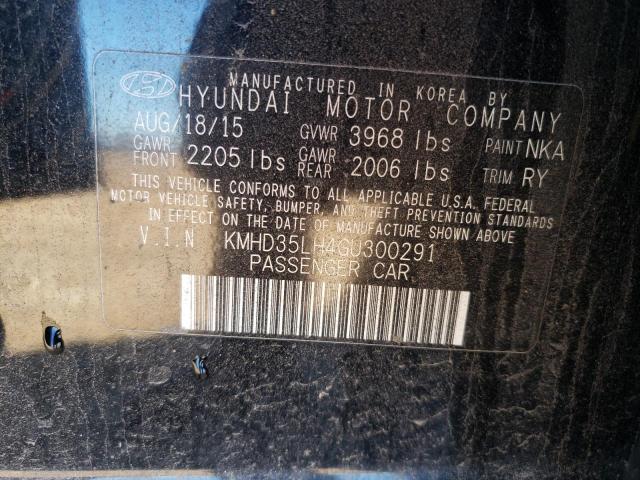 MANUFACTURED IN KOREA BY
HYUNDAI MOTOR COMPANY
AUG/18/15 GVWR 3968 lbs PAINT NKA
GAWR FRONT 2205 lbs GAWR REAR 2006 lbs TRIM RY
THIS VEHICLE CONFORMS TO ALL APPLICABLE U.S.A. FEDERAL
MOTOR VEHICLE SAFETY, BUMPER, AND THEFT PREVENTION STANDARDS
IN EFFECT ON THE DATE OF MANUFACTURE SHOWN ABOVE.
V.I.N KMHD35LH4GU300291
PASSENGER CAR